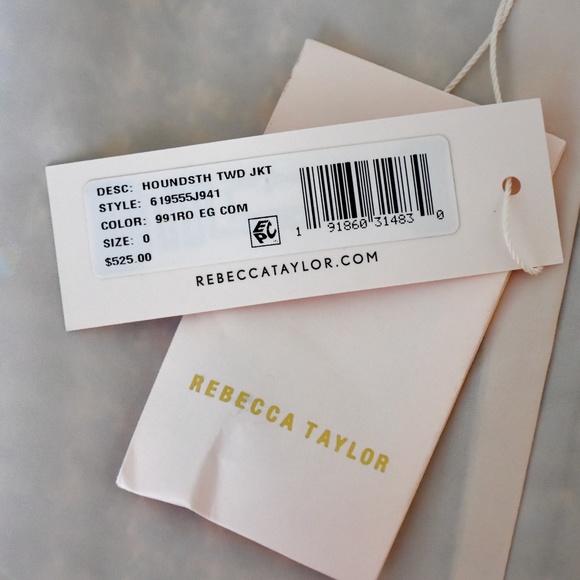 DESC: HOUNDSTH TWD JKT
STYLE: 619555J941
COLOR: 991RO EG COM
SIZE: 0
$525.00
EPC
1 91860 31483 0
REBECCATAYLOR.COM
REBECCA TAYLOR